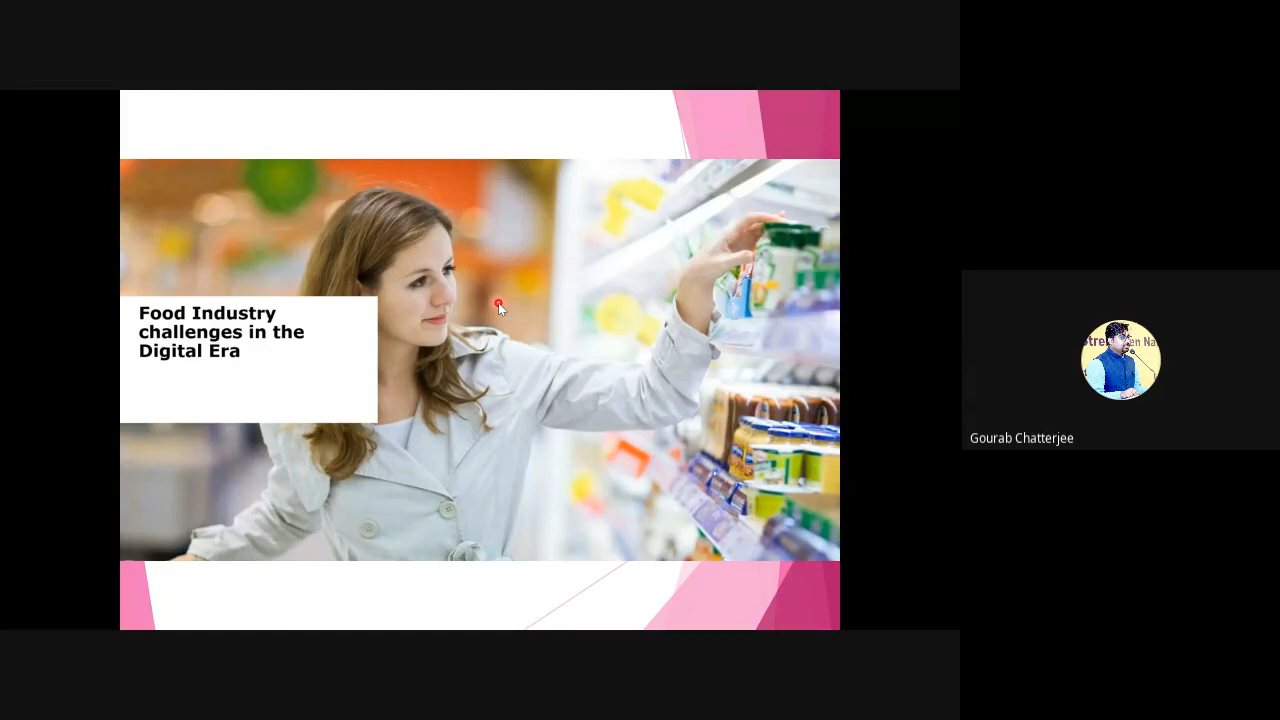 Food Industry
challenges in the
Digital Era
Gourab Chatterjee